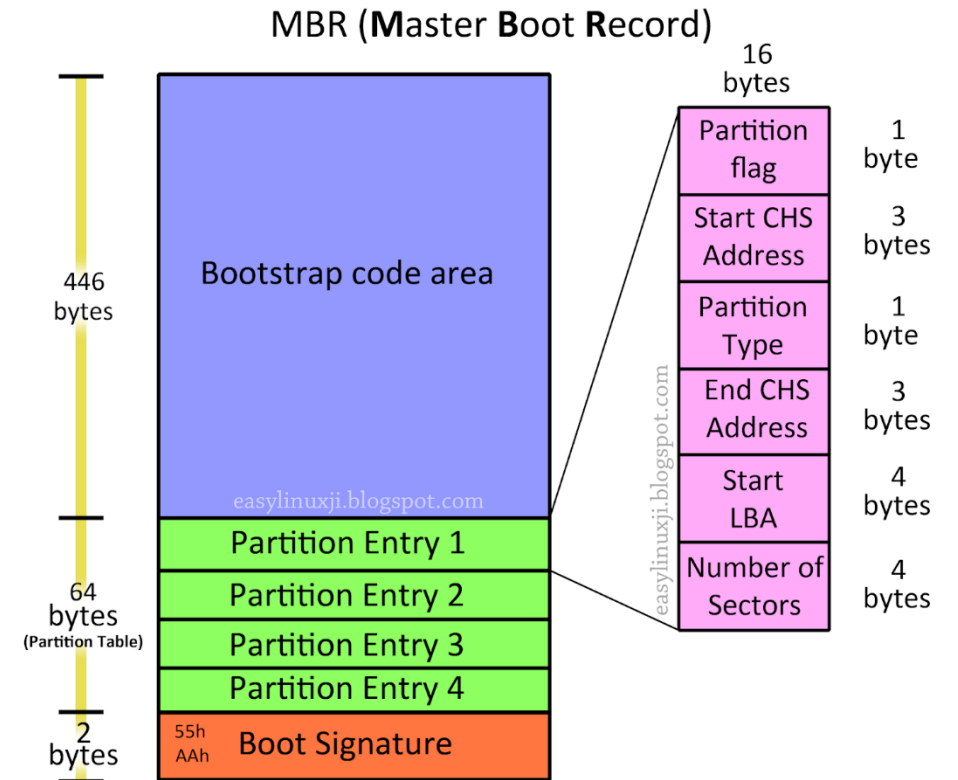 MBR (Master Boot Record)
446
bytes
Bootstrap code area
easylinuxji.blogspot.com
64
bytes
(Partition Table)
Partition Entry 1
Partition Entry 2
Partition Entry 3
Partition Entry 4
2
bytes
55h
AAh
Boot Signature
16
bytes
Partition
flag
1
byte
Start CHS
Address
3
bytes
Partition
Type
1
byte
End CHS
Address
3
bytes
Start
LBA
4
bytes
Number of
Sectors
4
bytes
easylinuxji.blogspot.com